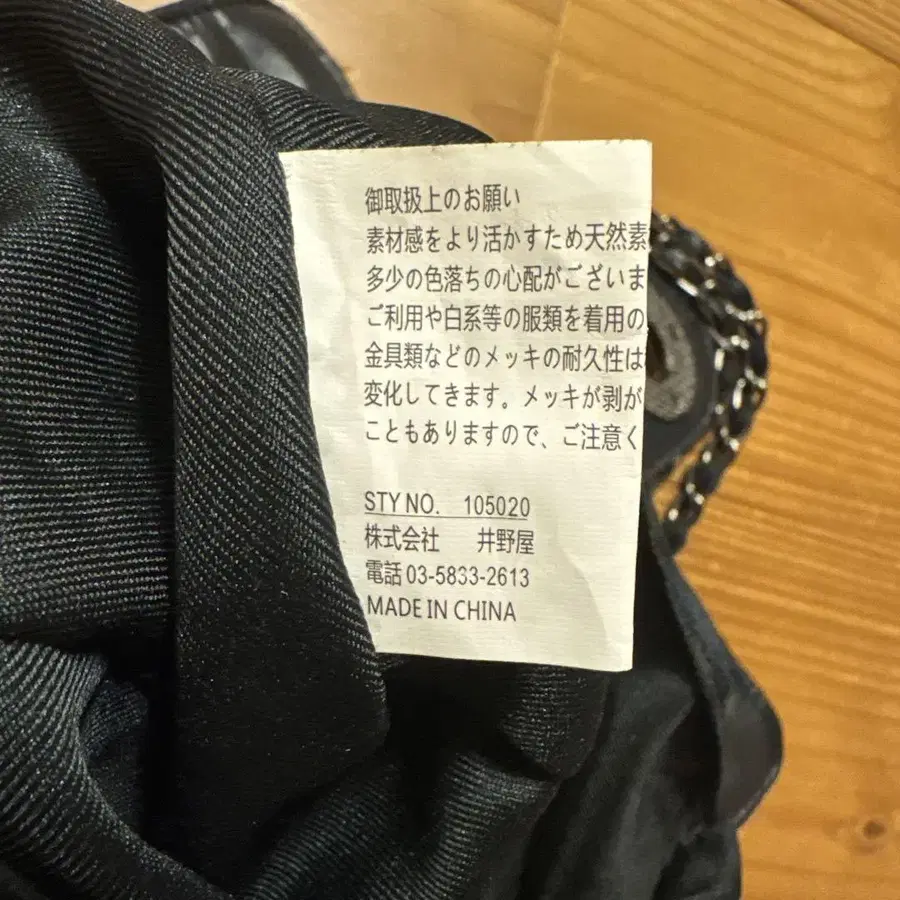 御取扱上のお願い
素材感をより活かすため天然素
多少の色落ちの心配がございま
ご利用や白系等の服類を着用の
金具類などのメッキの耐久性は
変化してきます。メッキが剥が
こともありますので、ご注意く
STY NO. 105020
株式会社 井野屋
電話 03-5833-2613
MADE IN CHINA